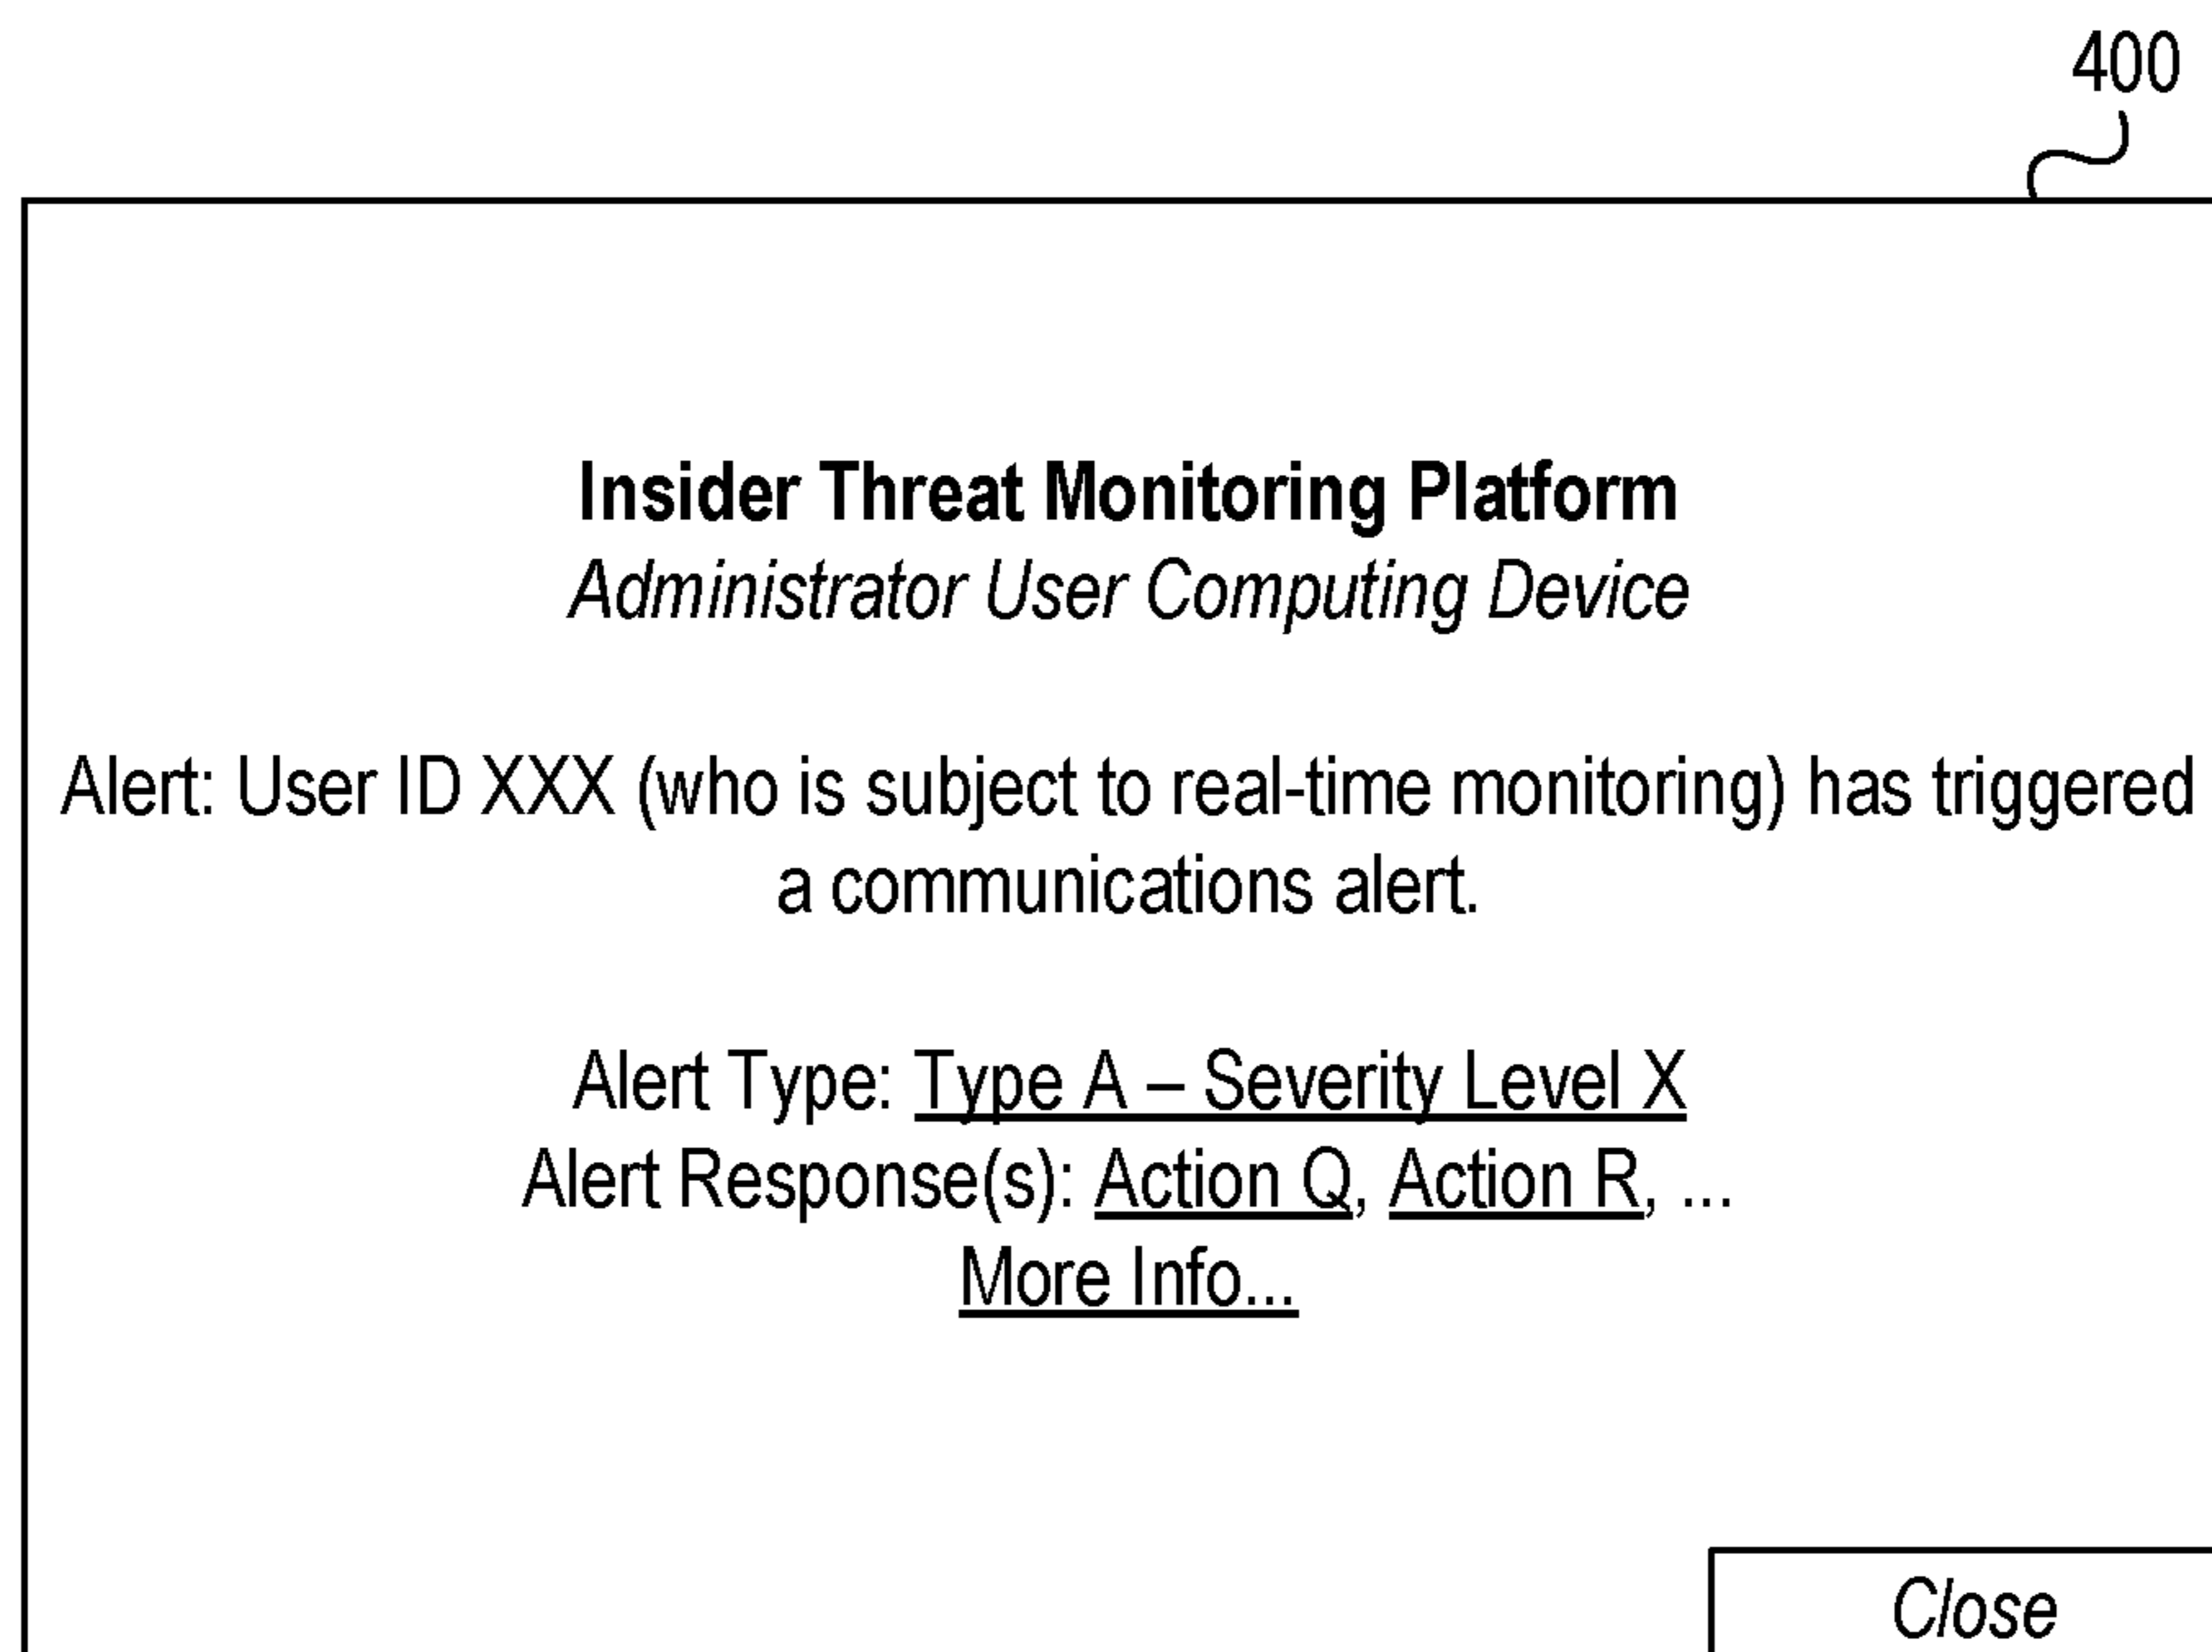 400
Insider Threat Monitoring Platform
Administrator User Computing Device
Alert: User ID XXX (who is subject to real-time monitoring) has triggered
a communications alert.
Alert Type: Type A – Severity Level X
Alert Response(s): Action Q, Action R, ...
More Info...
Close